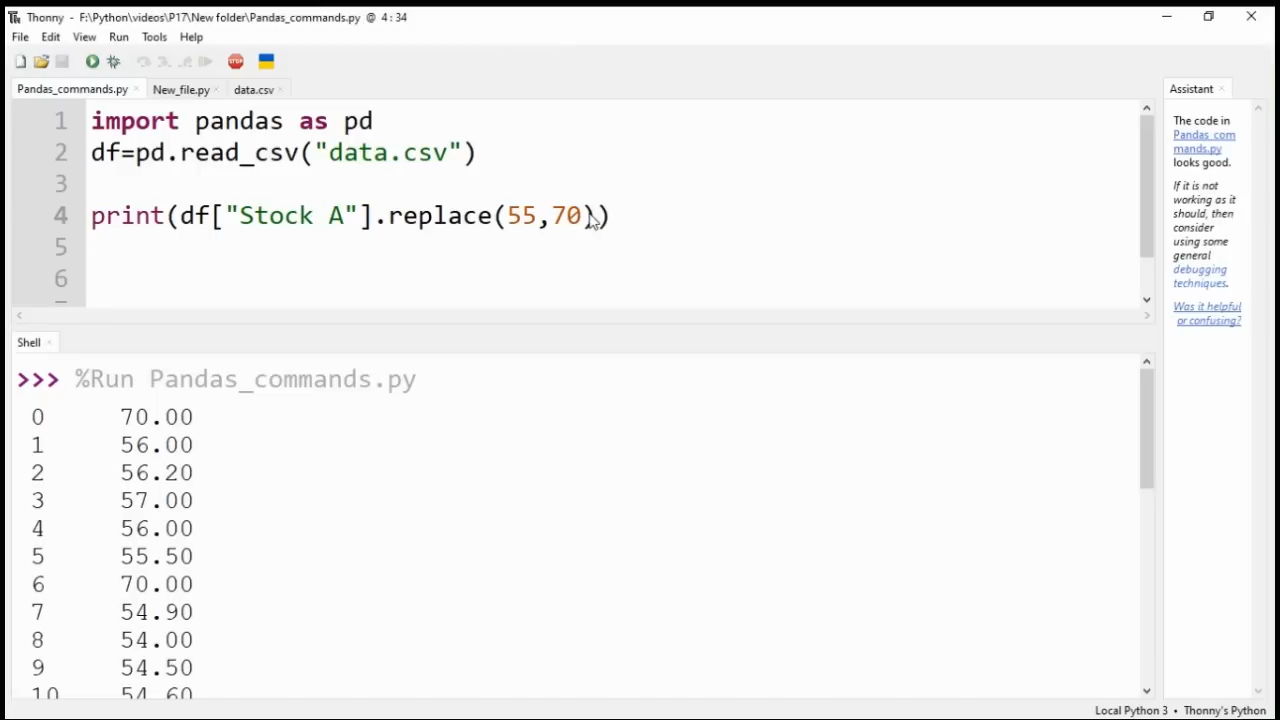 Thonny - F:\Python\videos\P17\New folder\Pandas_commands.py @ 4:34
File Edit View Run Tools Help
STOP
Pandas_commands.py × New_file.py × data.csv ×
Assistant ×
1 import pandas as pd
2 df=pd.read_csv("data.csv")
3
4 print(df["Stock A"].replace(55,70))
5
6
The code in
Pandas_com
mands.py
looks good.
If it is not
working as it
should, then
consider
using some
general
debugging
techniques.
Was it helpful
or confusing?
Shell ×
>>> %Run Pandas_commands.py
0 70.00
1 56.00
2 56.20
3 57.00
4 56.00
5 55.50
6 70.00
7 54.90
8 54.00
9 54.50
10 54.60
Local Python 3 • Thonny's Python